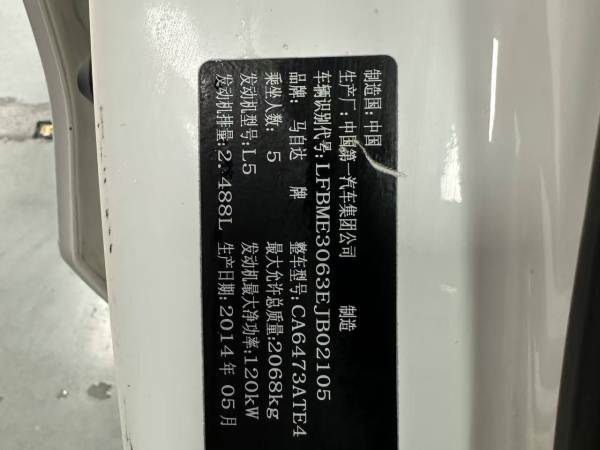 制造国:中国
生产厂:中国第一汽车集团公司 制造
车辆识别代号:LFBME3063EJB02105
品牌: 马自达 牌 整车型号:CA6473ATE4
乘坐人数: 5 最大允许总质量:2068kg
发动机型号:L5 发动机最大净功率:120kW
发动机排量:2.488L 生产日期:2014年05月